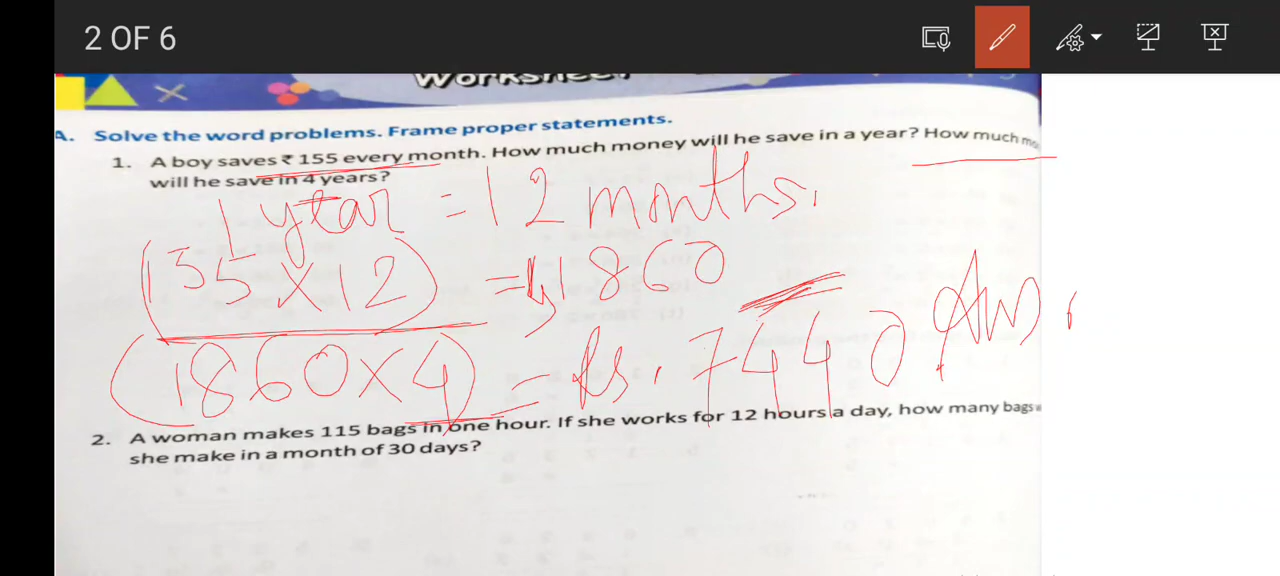 2 OF 6
Worksheet
A. Solve the word problems. Frame proper statements.
1. A boy saves ₹ 155 every month. How much money will he save in a year? How much
will he save in 4 years?
1 year = 12 months.
(155 × 12) = 1860
(1860 × 4) = Rs. 7440 Ans.
2. A woman makes 115 bags in one hour. If she works for 12 hours a day, how many bags
she make in a month of 30 days?